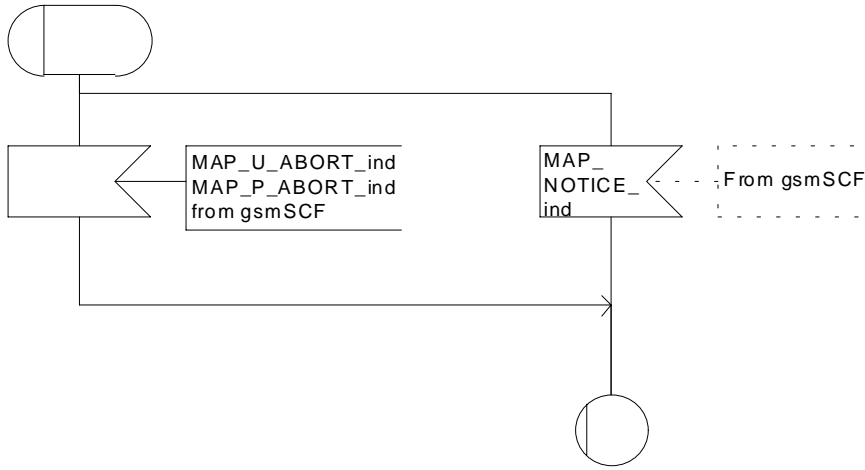 MAP_U_ABORT_ind
MAP_P_ABORT_ind
from gsmSCF
MAP_
NOTICE_
ind
From gsmSCF